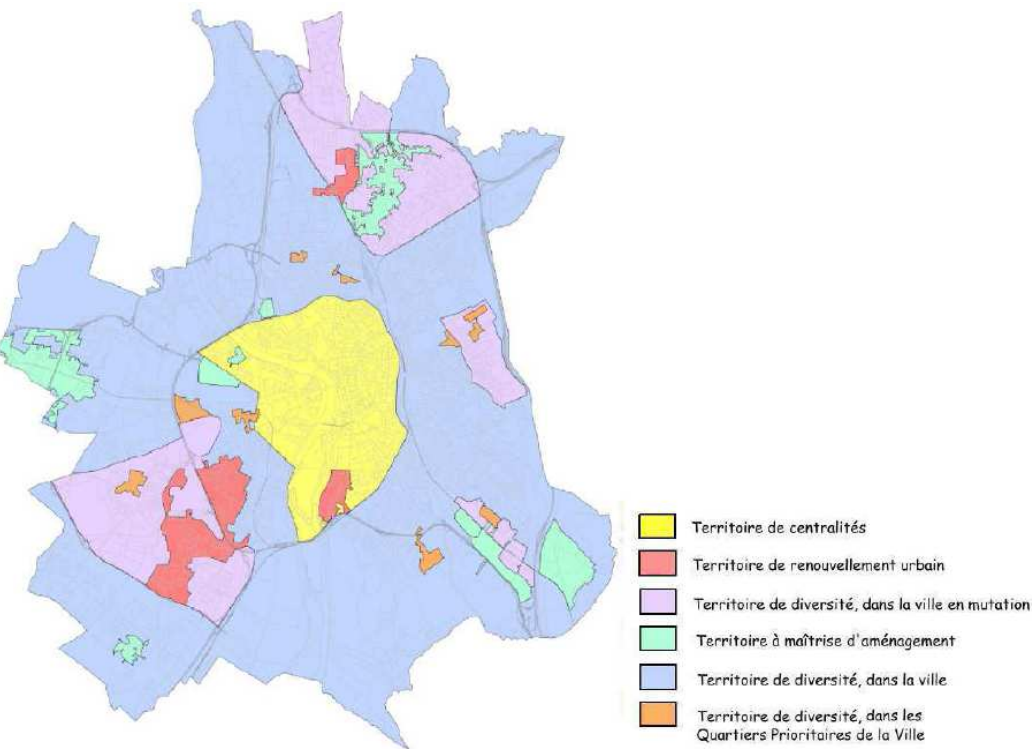 Territoire de centralités
Territoire de renouvellement urbain
Territoire de diversité, dans la ville en mutation
Territoire à maîtrise d'aménagement
Territoire de diversité, dans la ville
Territoire de diversité, dans les
Quartiers Prioritaires de la Ville